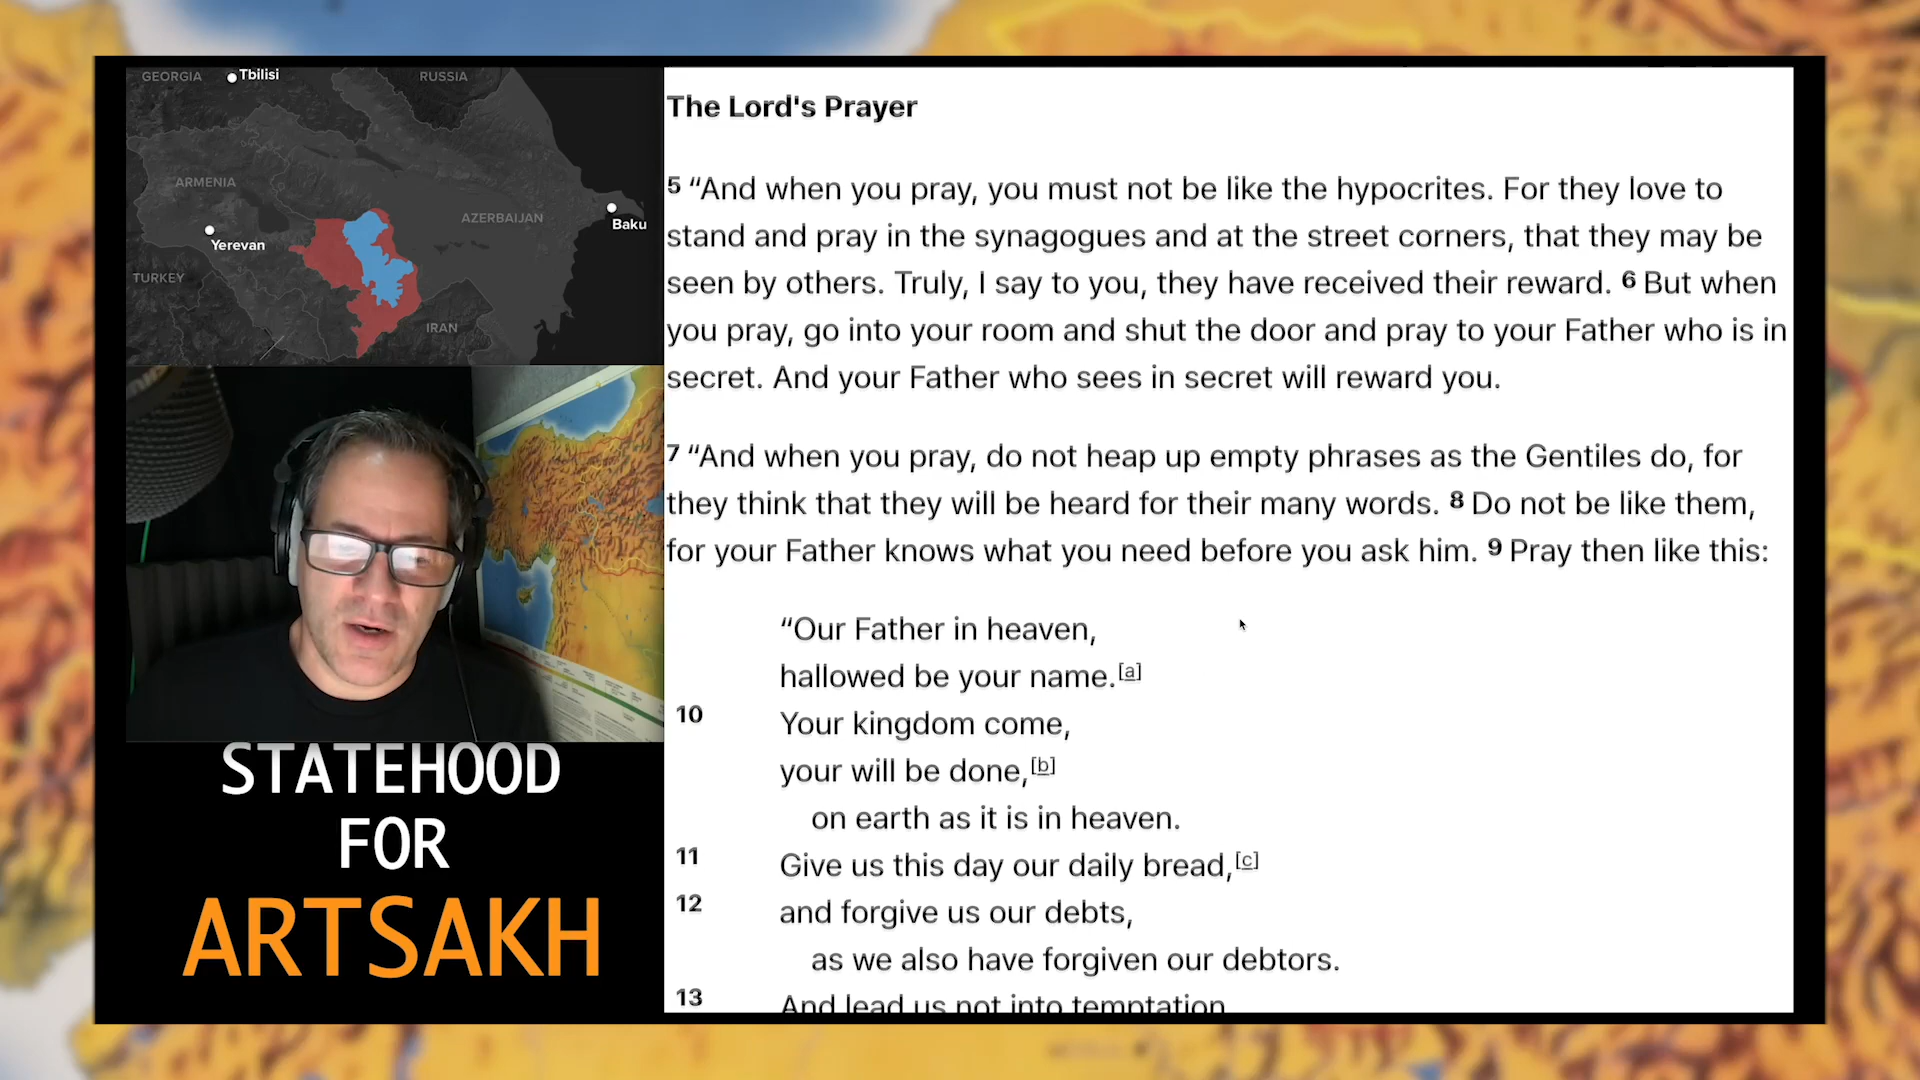 GEORGIA
Tbilisi
RUSSIA
ARMENIA
AZERBAIJAN
Baku
Yerevan
TURKEY
IRAN
STATEHOOD
FOR
ARTSAKH
The Lord's Prayer
5 “And when you pray, you must not be like the hypocrites. For they love to
stand and pray in the synagogues and at the street corners, that they may be
seen by others. Truly, I say to you, they have received their reward. 6 But when
you pray, go into your room and shut the door and pray to your Father who is in
secret. And your Father who sees in secret will reward you.
7 “And when you pray, do not heap up empty phrases as the Gentiles do, for
they think that they will be heard for their many words. 8 Do not be like them,
for your Father knows what you need before you ask him. 9 Pray then like this:
“Our Father in heaven,
hallowed be your name.[a]
10 Your kingdom come,
your will be done,[b]
on earth as it is in heaven.
11 Give us this day our daily bread,[c]
12 and forgive us our debts,
as we also have forgiven our debtors.
13 And lead us not into temptation